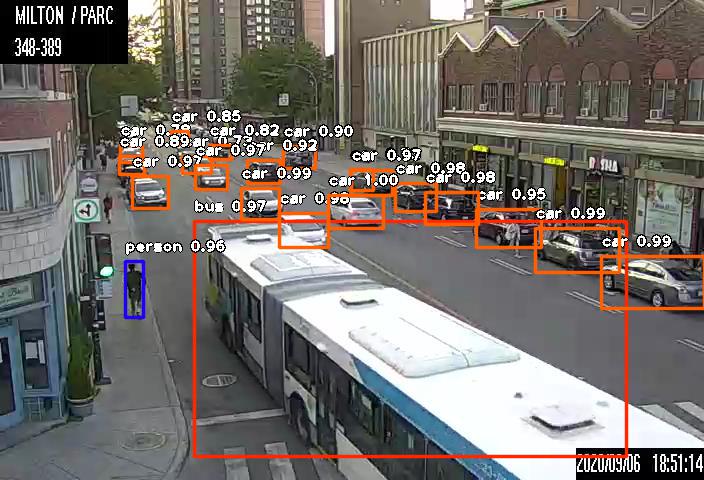 MILTON / PARC
348-389
car 0.85
car 0.82
car 0.90
car 0.97
car 0.92
car 0.97
car 0.97
car 0.99
car 1.00
car 0.98
car 0.98
bus 0.97
car 0.98
car 0.95
car 0.99
person 0.96
car 0.99
2020/09/06 18:51:14